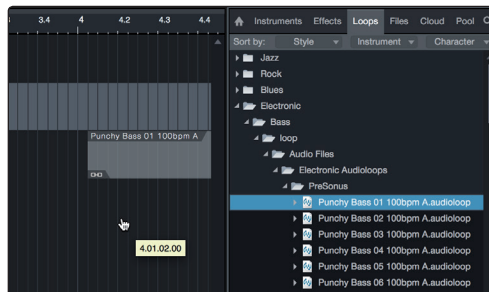 3.4 4 4.2 4.3 4.4
Instruments Effects Loops Files Cloud Pool
Sort by: Style Instrument Character
Jazz
Rock
Blues
Electronic
Bass
loop
Audio Files
Electronic Audioloops
PreSonus
Punchy Bass 01 100bpm A.audioloop
Punchy Bass 02 100bpm A.audioloop
Punchy Bass 03 100bpm A.audioloop
Punchy Bass 04 100bpm A.audioloop
Punchy Bass 05 100bpm A.audioloop
Punchy Bass 06 100bpm A.audioloop
Punchy Bass 01 100bpm A
4.01.02.00